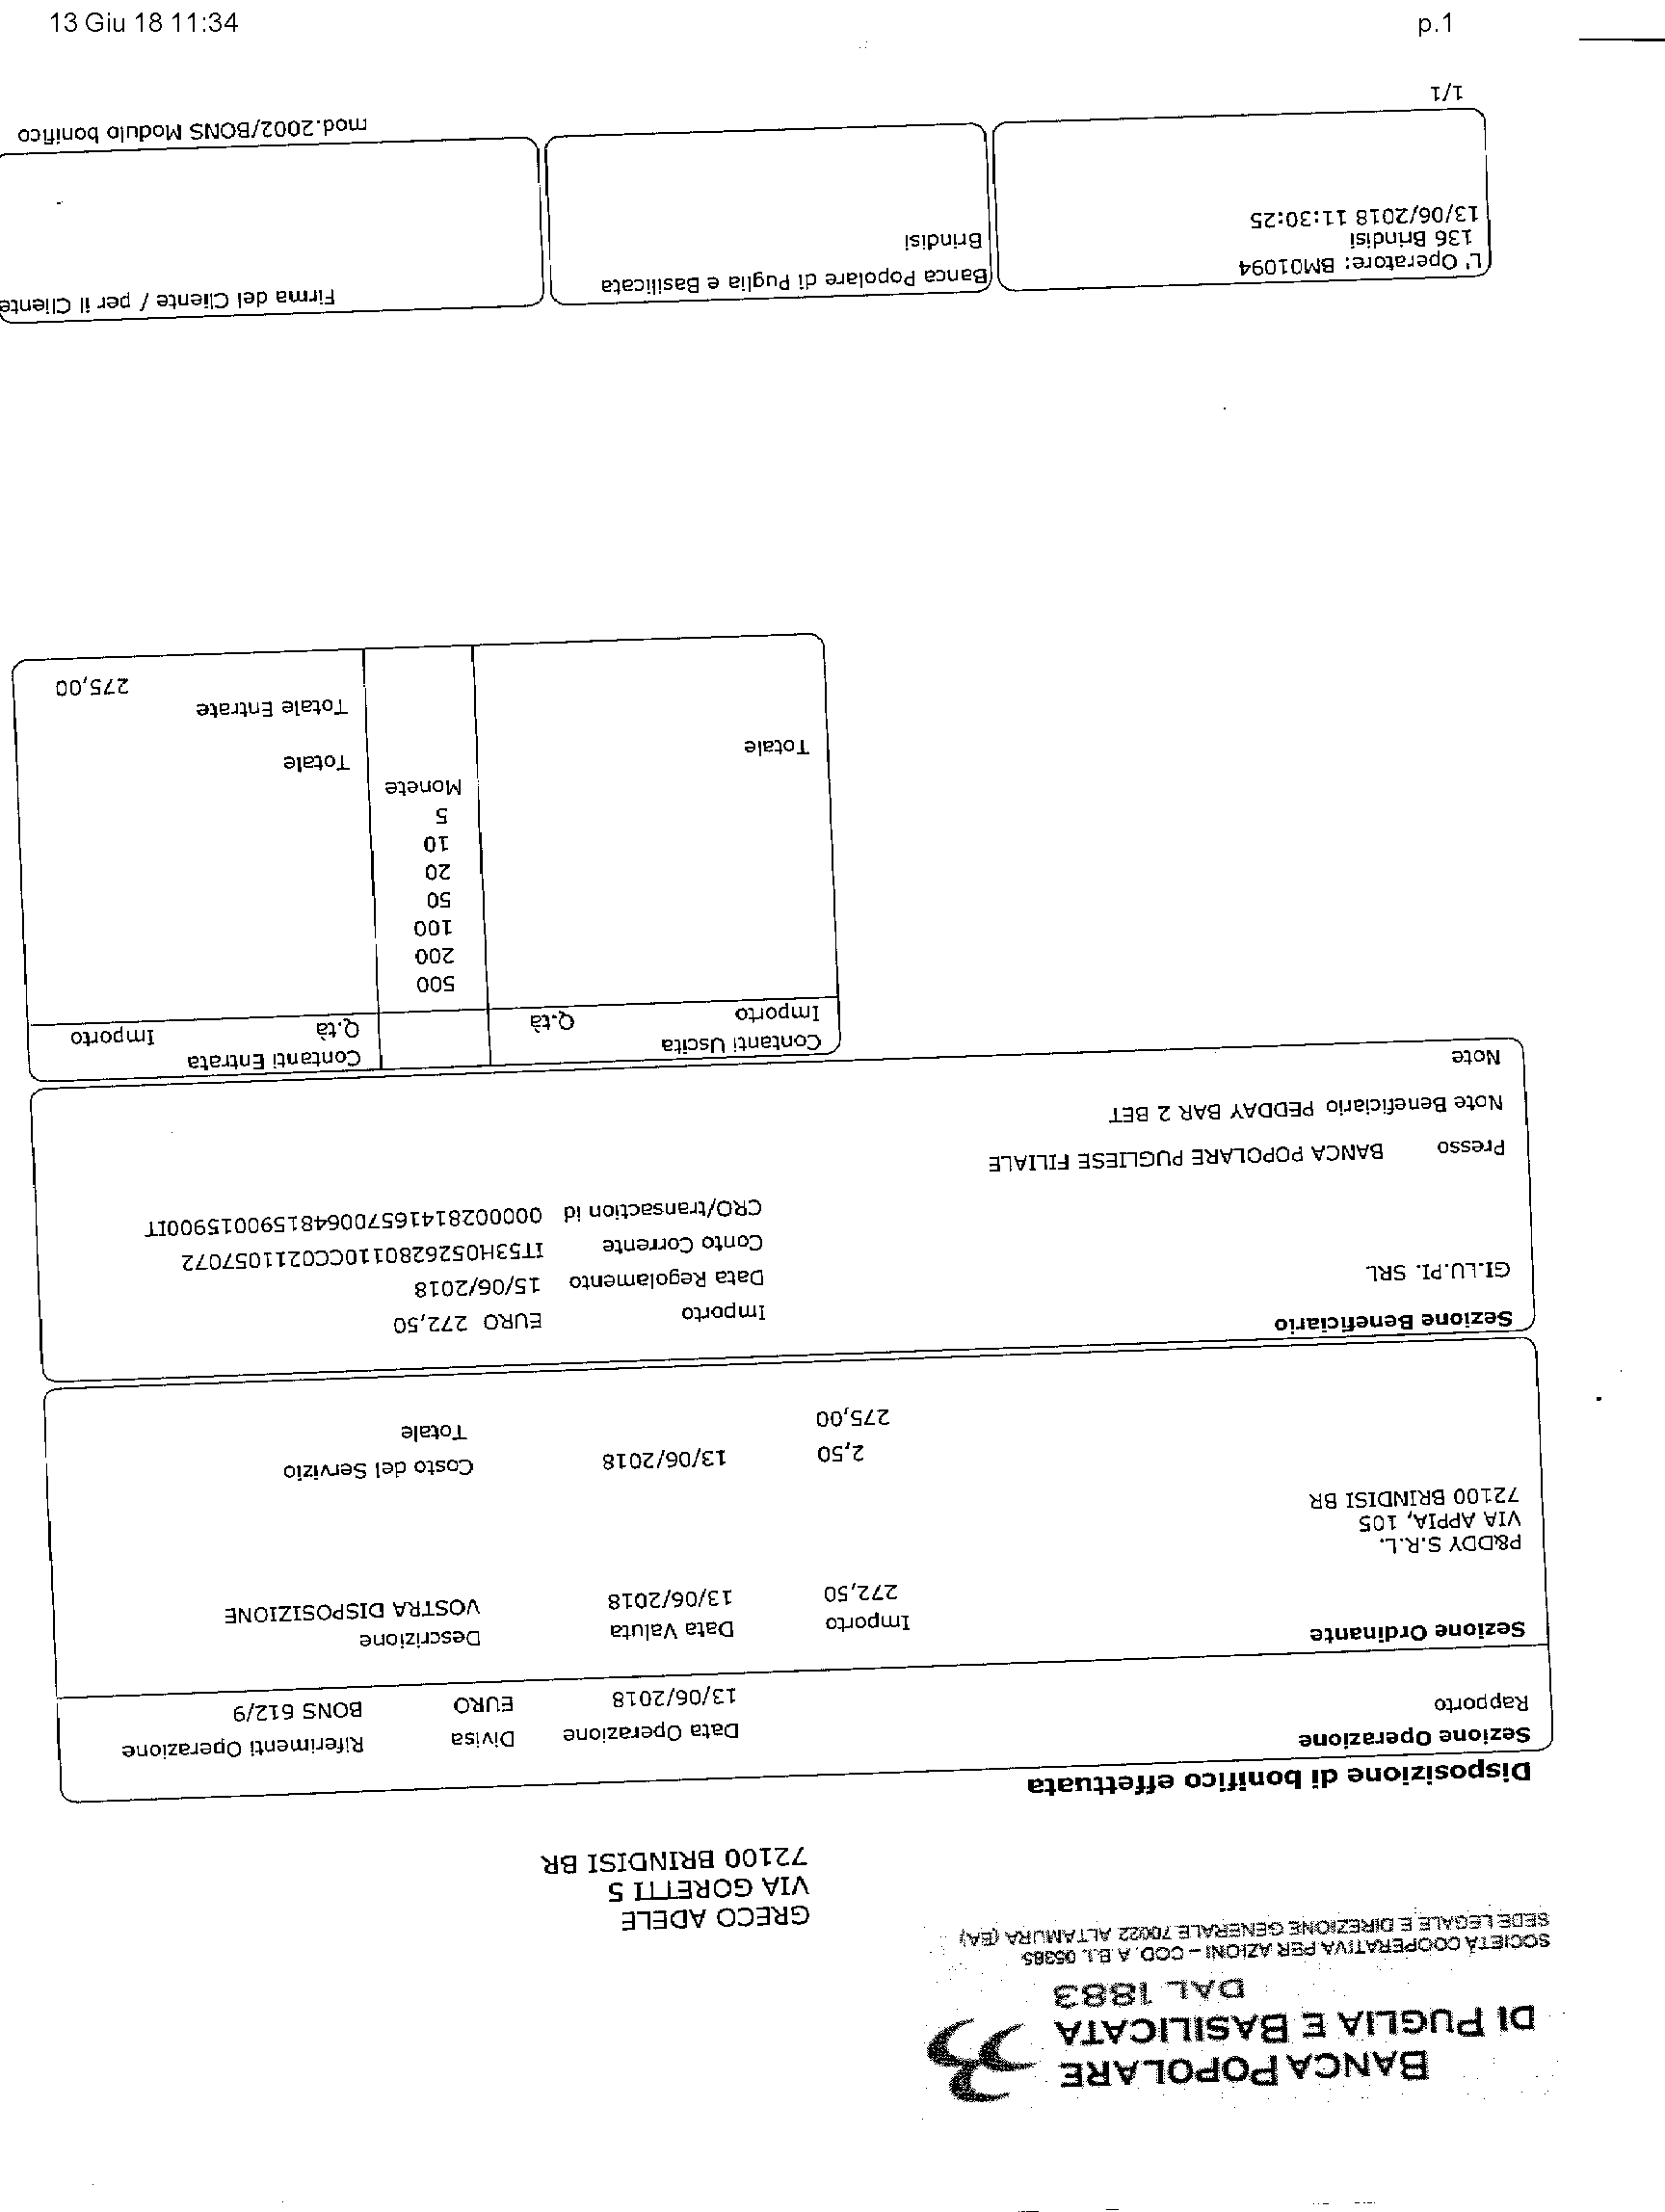 13 Giu 18 11:34
p.1
BANCA POPOLARE
DI PUGLIA E BASILICATA
DAL 1883
SOCIETÀ COOPERATIVA PER AZIONI – COD. A.B.I. 05385
SEDE LEGALE E DIREZIONE GENERALE 70022 ALTAMURA (BA)
GRECO ADELE
VIA GORETTI 5
72100 BRINDISI BR
Disposizione di bonifico effettuata
Sezione Operazione
Rapporto
Data Operazione Divisa Riferimenti Operazione
13/06/2018 EURO BONS 612/9
Sezione Ordinante
Importo Data Valuta Descrizione
272,50 13/06/2018 VOSTRA DISPOSIZIONE
P&DDY S.R.L.
VIA APPIA, 105
72100 BRINDISI BR
2,50 13/06/2018 Costo del Servizio
275,00 Totale
Sezione Beneficiario
Importo EURO 272,50
GI.LU.PI. SRL
Data Regolamento 15/06/2018
Conto Corrente IT53H0526280110CC0211057072
CRO/transaction id 0000028141657006481590015900IT
Presso BANCA POPOLARE PUGLIESE FILIALE
Note Beneficiario PEDDAY BAR 2 BET
Note
Contanti Uscita Contanti Entrata
Importo Q.tà Q.tà Importo
500
200
100
50
20
10
5
Monete
Totale Totale
Totale Entrate 275,00
L' Operatore: BM01094
136 Brindisi
13/06/2018 11:30:25
Banca Popolare di Puglia e Basilicata
Brindisi
Firma del Cliente / per il Cliente
1/1
mod.2002/BONS Modulo bonifico